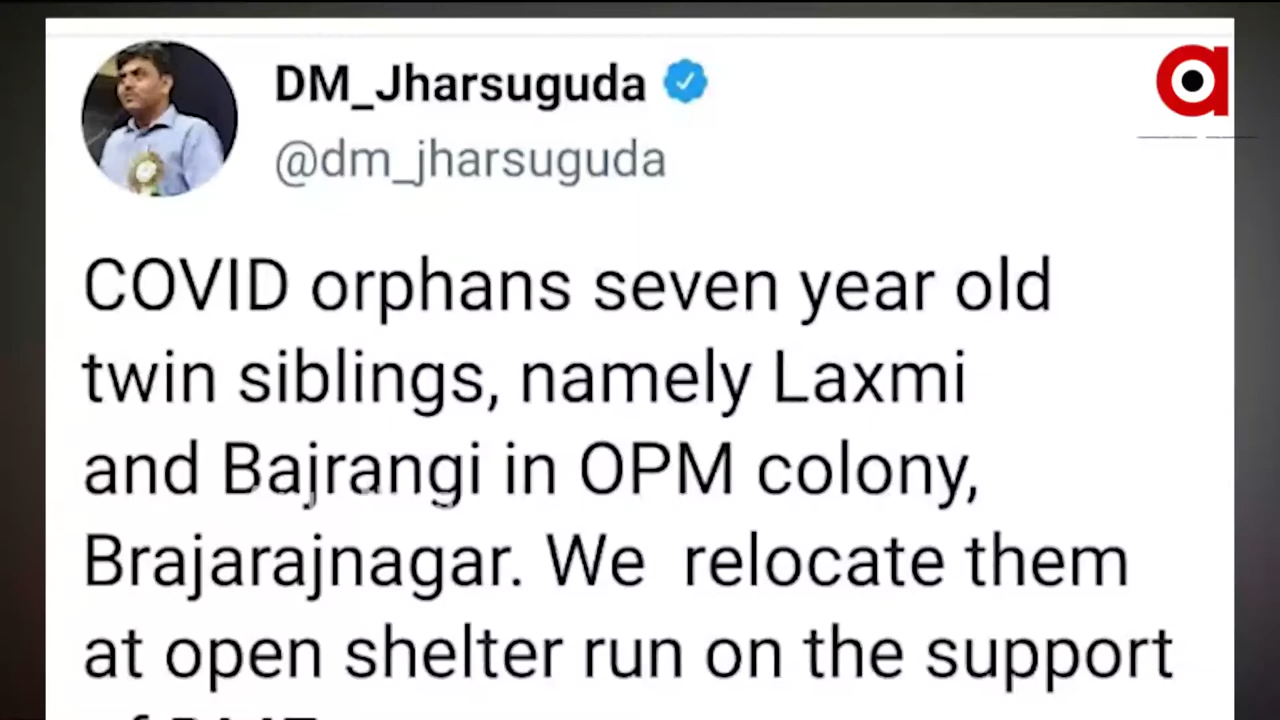 DM_Jharsuguda
@dm_jharsuguda
COVID orphans seven year old
twin siblings, namely Laxmi
and Bajrangi in OPM colony,
Brajarajnagar. We  relocate them
at open shelter run on the support